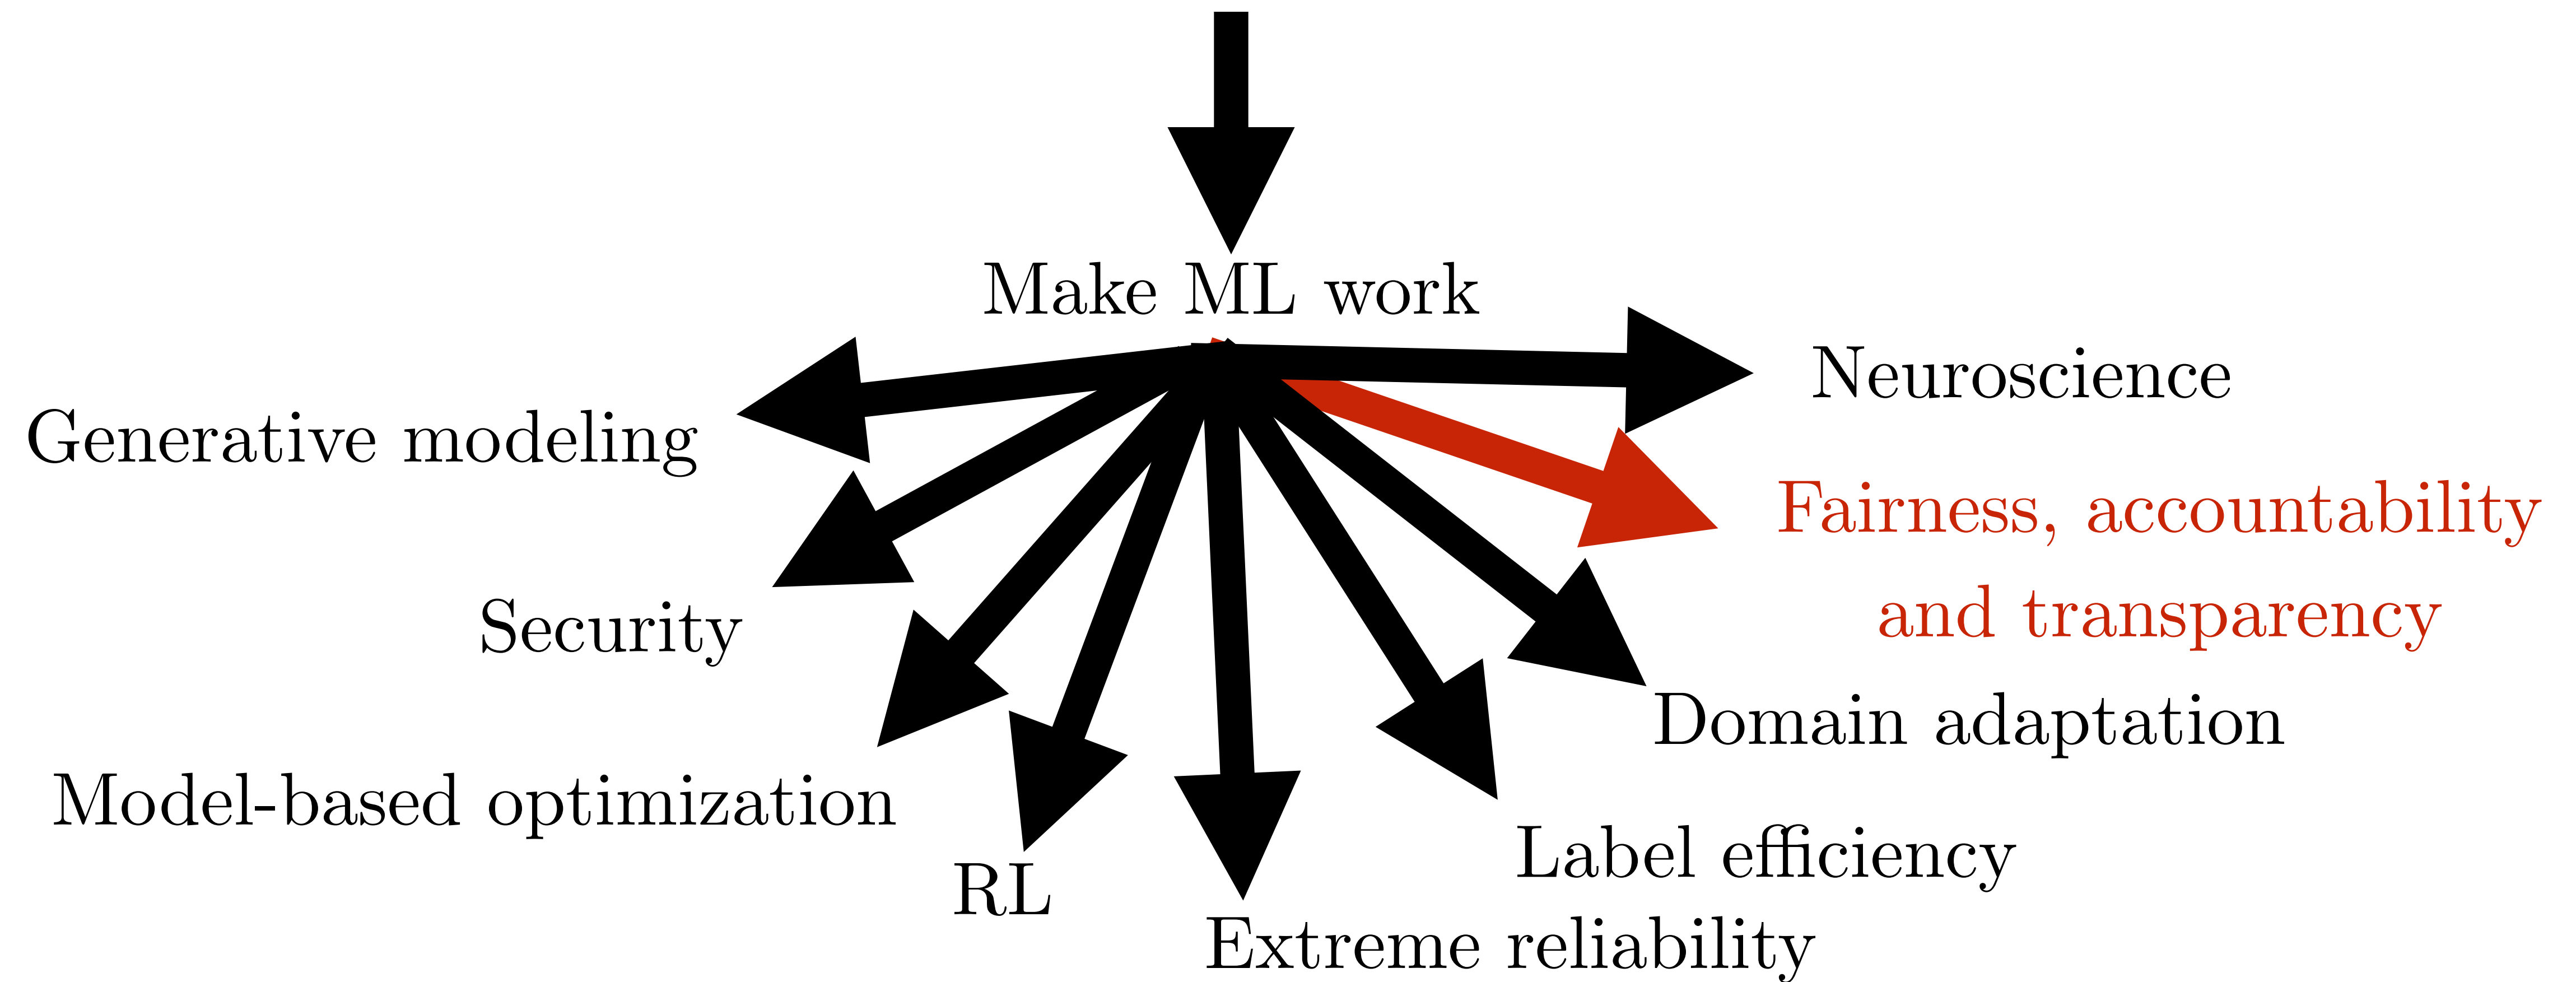 Make ML work
Neuroscience
Generative modeling
Fairness, accountability
and transparency
Security
Domain adaptation
Model-based optimization
Label efficiency
RL
Extreme reliability